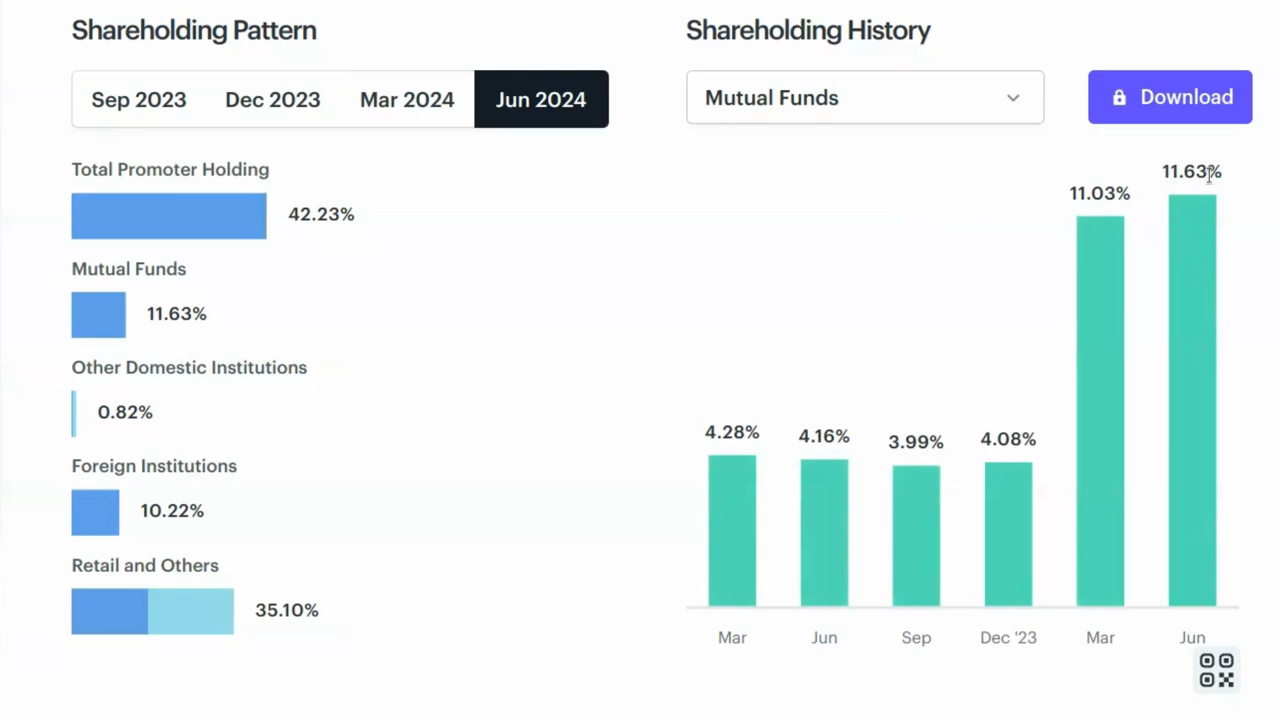 Shareholding Pattern
Sep 2023 Dec 2023 Mar 2024 Jun 2024
Total Promoter Holding
42.23%
Mutual Funds
11.63%
Other Domestic Institutions
0.82%
Foreign Institutions
10.22%
Retail and Others
35.10%
Shareholding History
Mutual Funds
Download
4.28% 4.16% 3.99% 4.08% 11.03% 11.63%
Mar Jun Sep Dec '23 Mar Jun